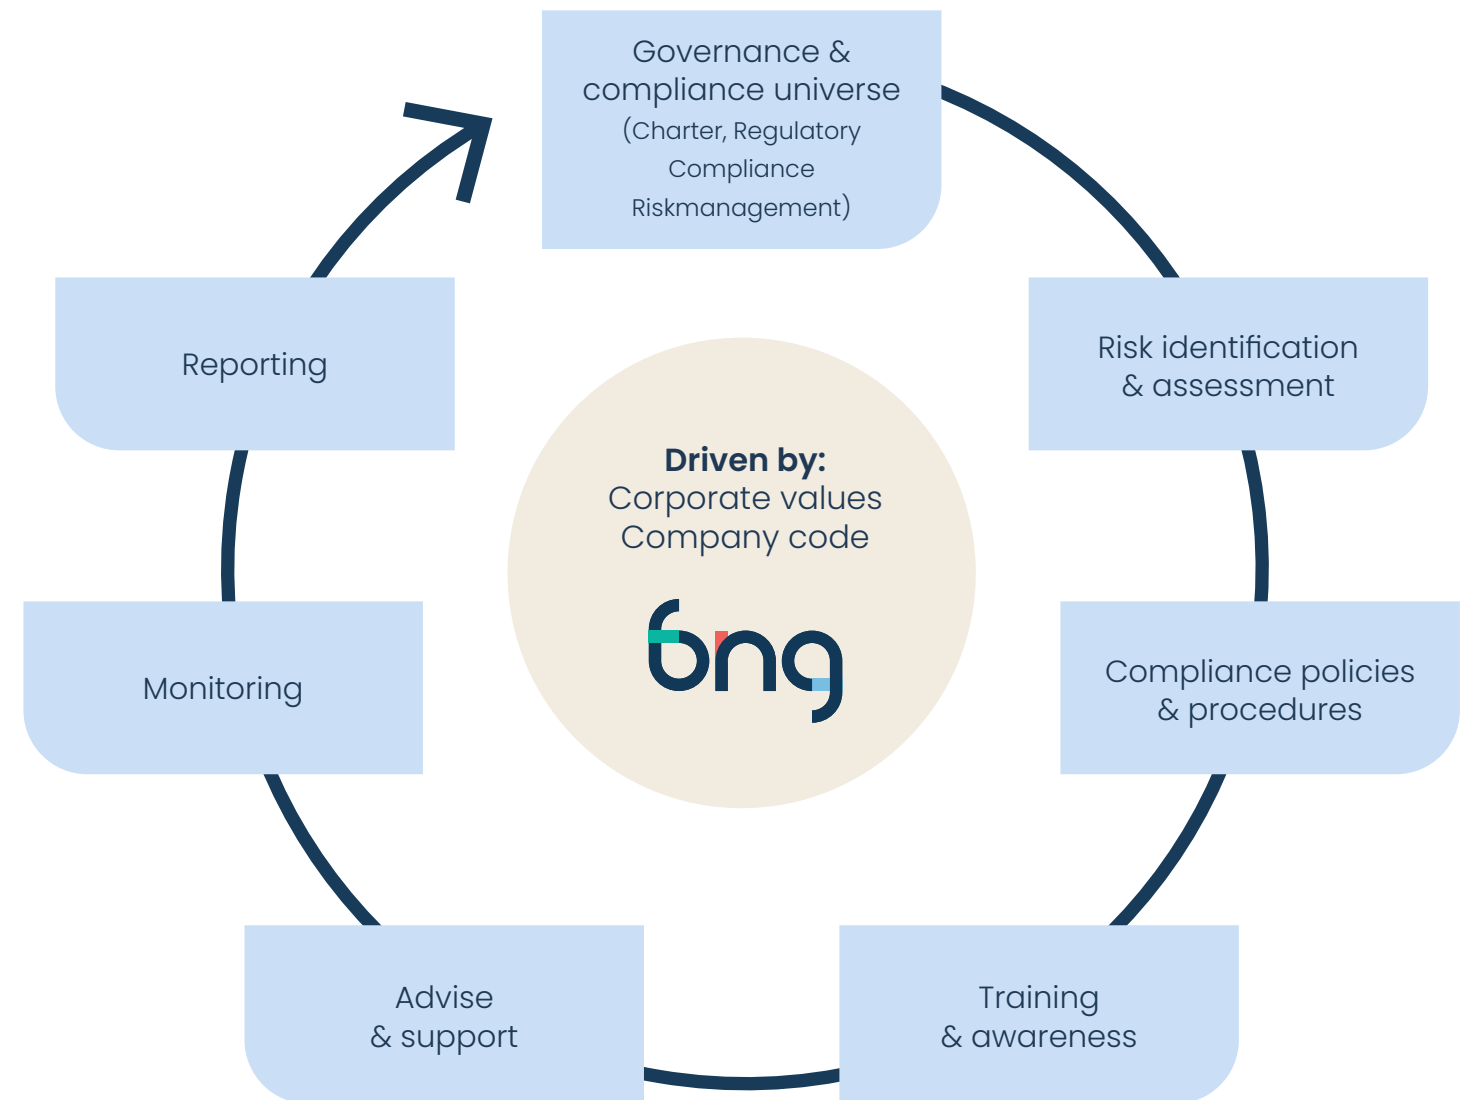 Governance &
compliance universe
(Charter, Regulatory
Compliance
Riskmanagement)
Risk identification
& assessment
Compliance policies
& procedures
Training
& awareness
Advise
& support
Monitoring
Reporting
Driven by:
Corporate values
Company code
bng